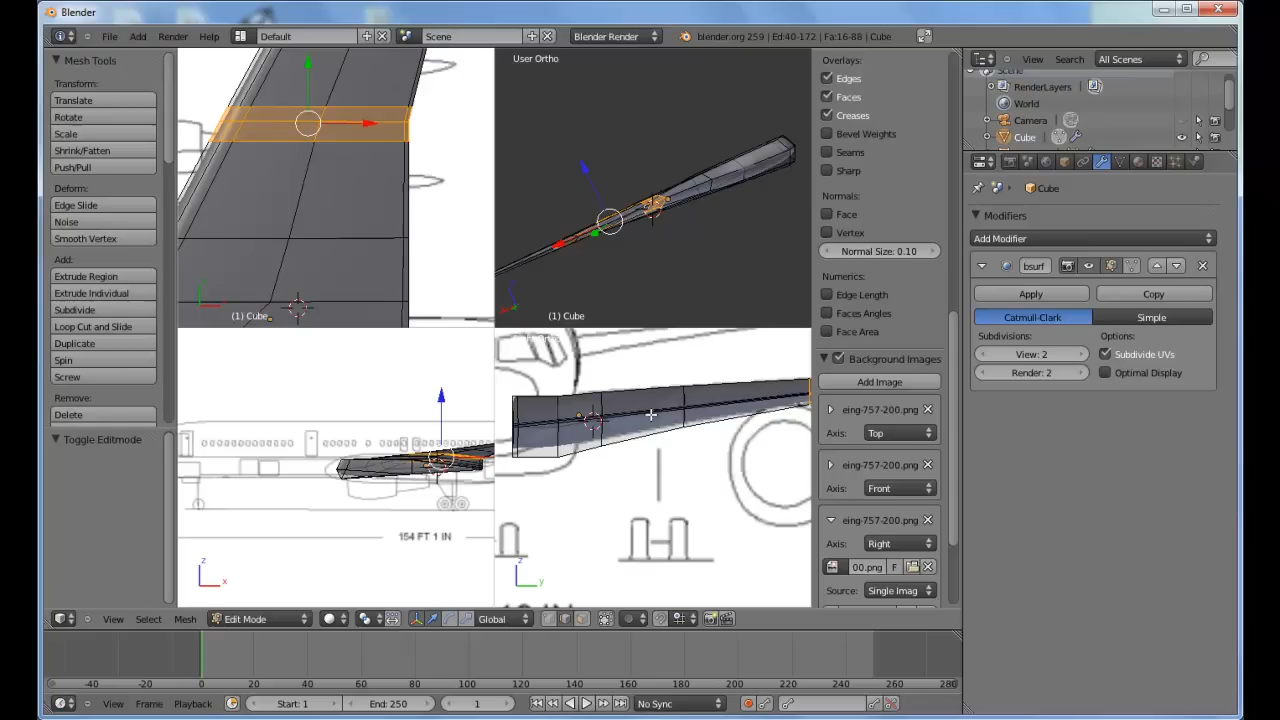 Blender
File Add Render Help Default Scene Blender Render blender.org 259 | Ed:40-172 | Fa:16-88 | Cube
View Search All Scenes
Scene
RenderLayers
World
Camera
Cube
Mesh Tools
Transform:
Translate
Rotate
Scale
Shrink/Fatten
Push/Pull
Deform:
Edge Slide
Noise
Smooth Vertex
Add:
Extrude Region
Extrude Individual
Subdivide
Loop Cut and Slide
Duplicate
Spin
Screw
Remove:
Delete
Toggle Editmode
(1) Cube
User Ortho
(1) Cube
154 FT 1 IN
z
x
z
y
Overlays:
Edges
Faces
Creases
Bevel Weights
Seams
Sharp
Normals:
Face
Vertex
Normal Size: 0.10
Numerics:
Edge Length
Faces Angles
Face Area
Background Images
Add Image
eing-757-200.png
Axis: Top
eing-757-200.png
Axis: Front
eing-757-200.png
Axis: Right
00.png F
Source: Single Imag
Cube
Modifiers
Add Modifier
bsurf
Apply Copy
Catmull-Clark Simple
Subdivisions: Options:
View: 2 Subdivide UVs
Render: 2 Optimal Display
View Select Mesh Edit Mode Global
-40 -20 0 20 40 60 80 100 120 140 160 180 200 220 240 260 280
View Frame Playback Start: 1 End: 250 1 No Sync